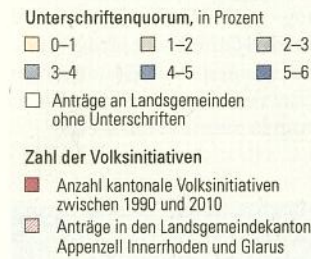 Unterschriftenquorum, in Prozent
0–1 1–2 2–3
3–4 4–5 5–6
Anträge an Landsgemeinden
ohne Unterschriften
Zahl der Volksinitiativen
Anzahl kantonale Volksinitiativen
zwischen 1990 und 2010
Anträge in den Landsgemeindekanton
Appenzell Innerrhoden und Glarus